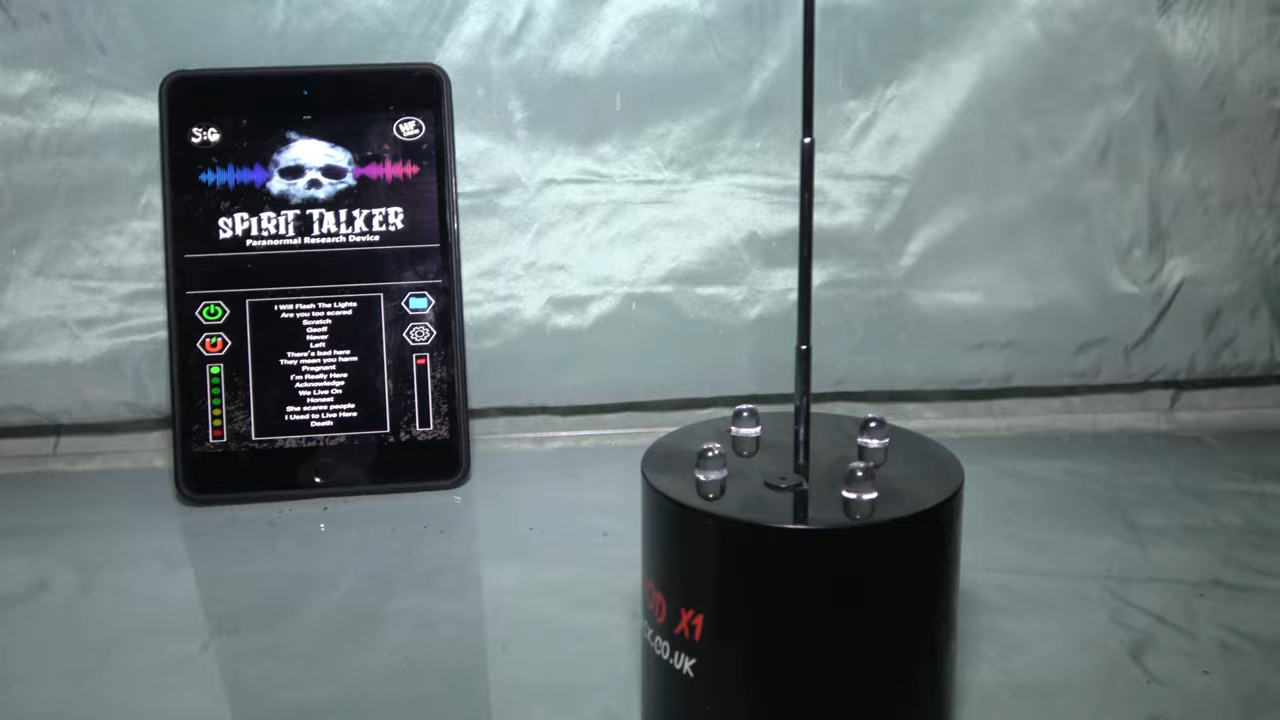 S:G
SPIRIT TALKER
Paranormal Research Device
I Will Flash The Lights
Are you too scared
Scratch
Geoff
Never
Left
There's bad here
They mean you harm
Pregnant
I'm Really Here
Acknowledge
We Live On
Honest
She scares people
I Used to Live Here
Death
OD X1
CK.CO.UK